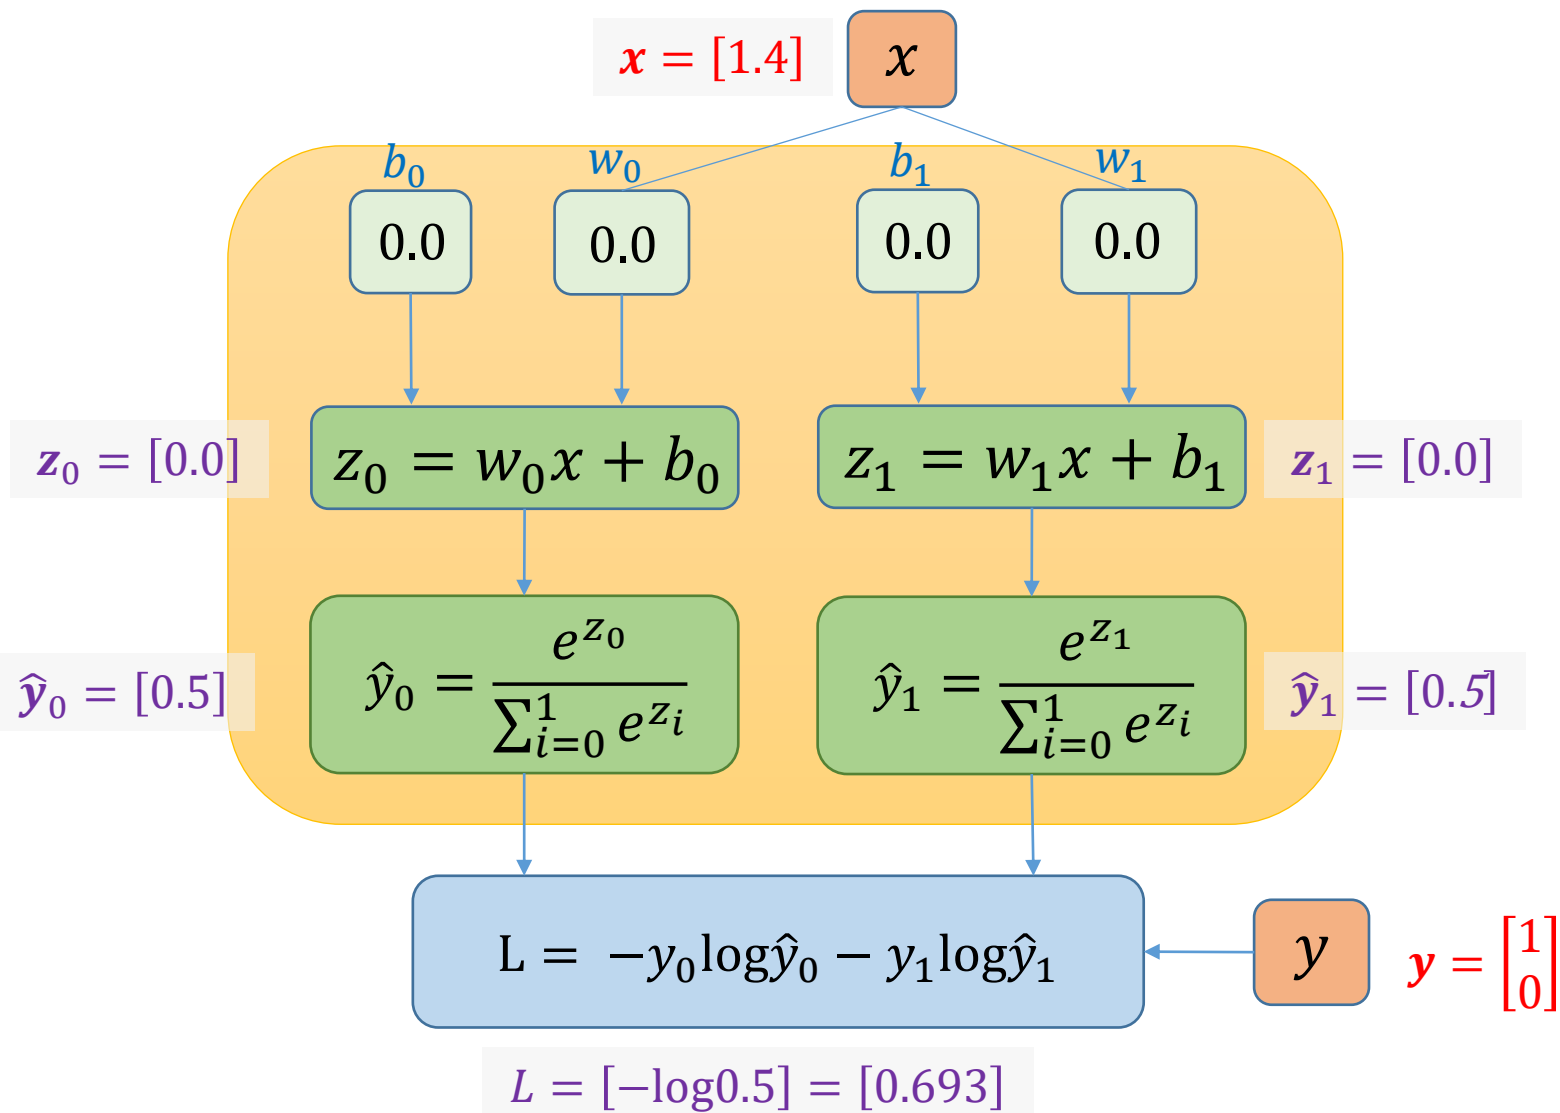 𝒙 = [1.4]
x
b₀ w₀ b₁ w₁
0.0 0.0 0.0 0.0
𝒛₀ = [0.0]
z₀ = w₀x + b₀
z₁ = w₁x + b₁
𝒛₁ = [0.0]
ŷ₀ = [0.5]
ŷ₀ = e^{z₀} / ∑_{i=0}^{1} e^{z_i}
ŷ₁ = e^{z₁} / ∑_{i=0}^{1} e^{z_i}
ŷ₁ = [0.5]
L = −y₀logŷ₀ − y₁logŷ₁
y
𝒚 = [1 0]
L = [−log0.5] = [0.693]